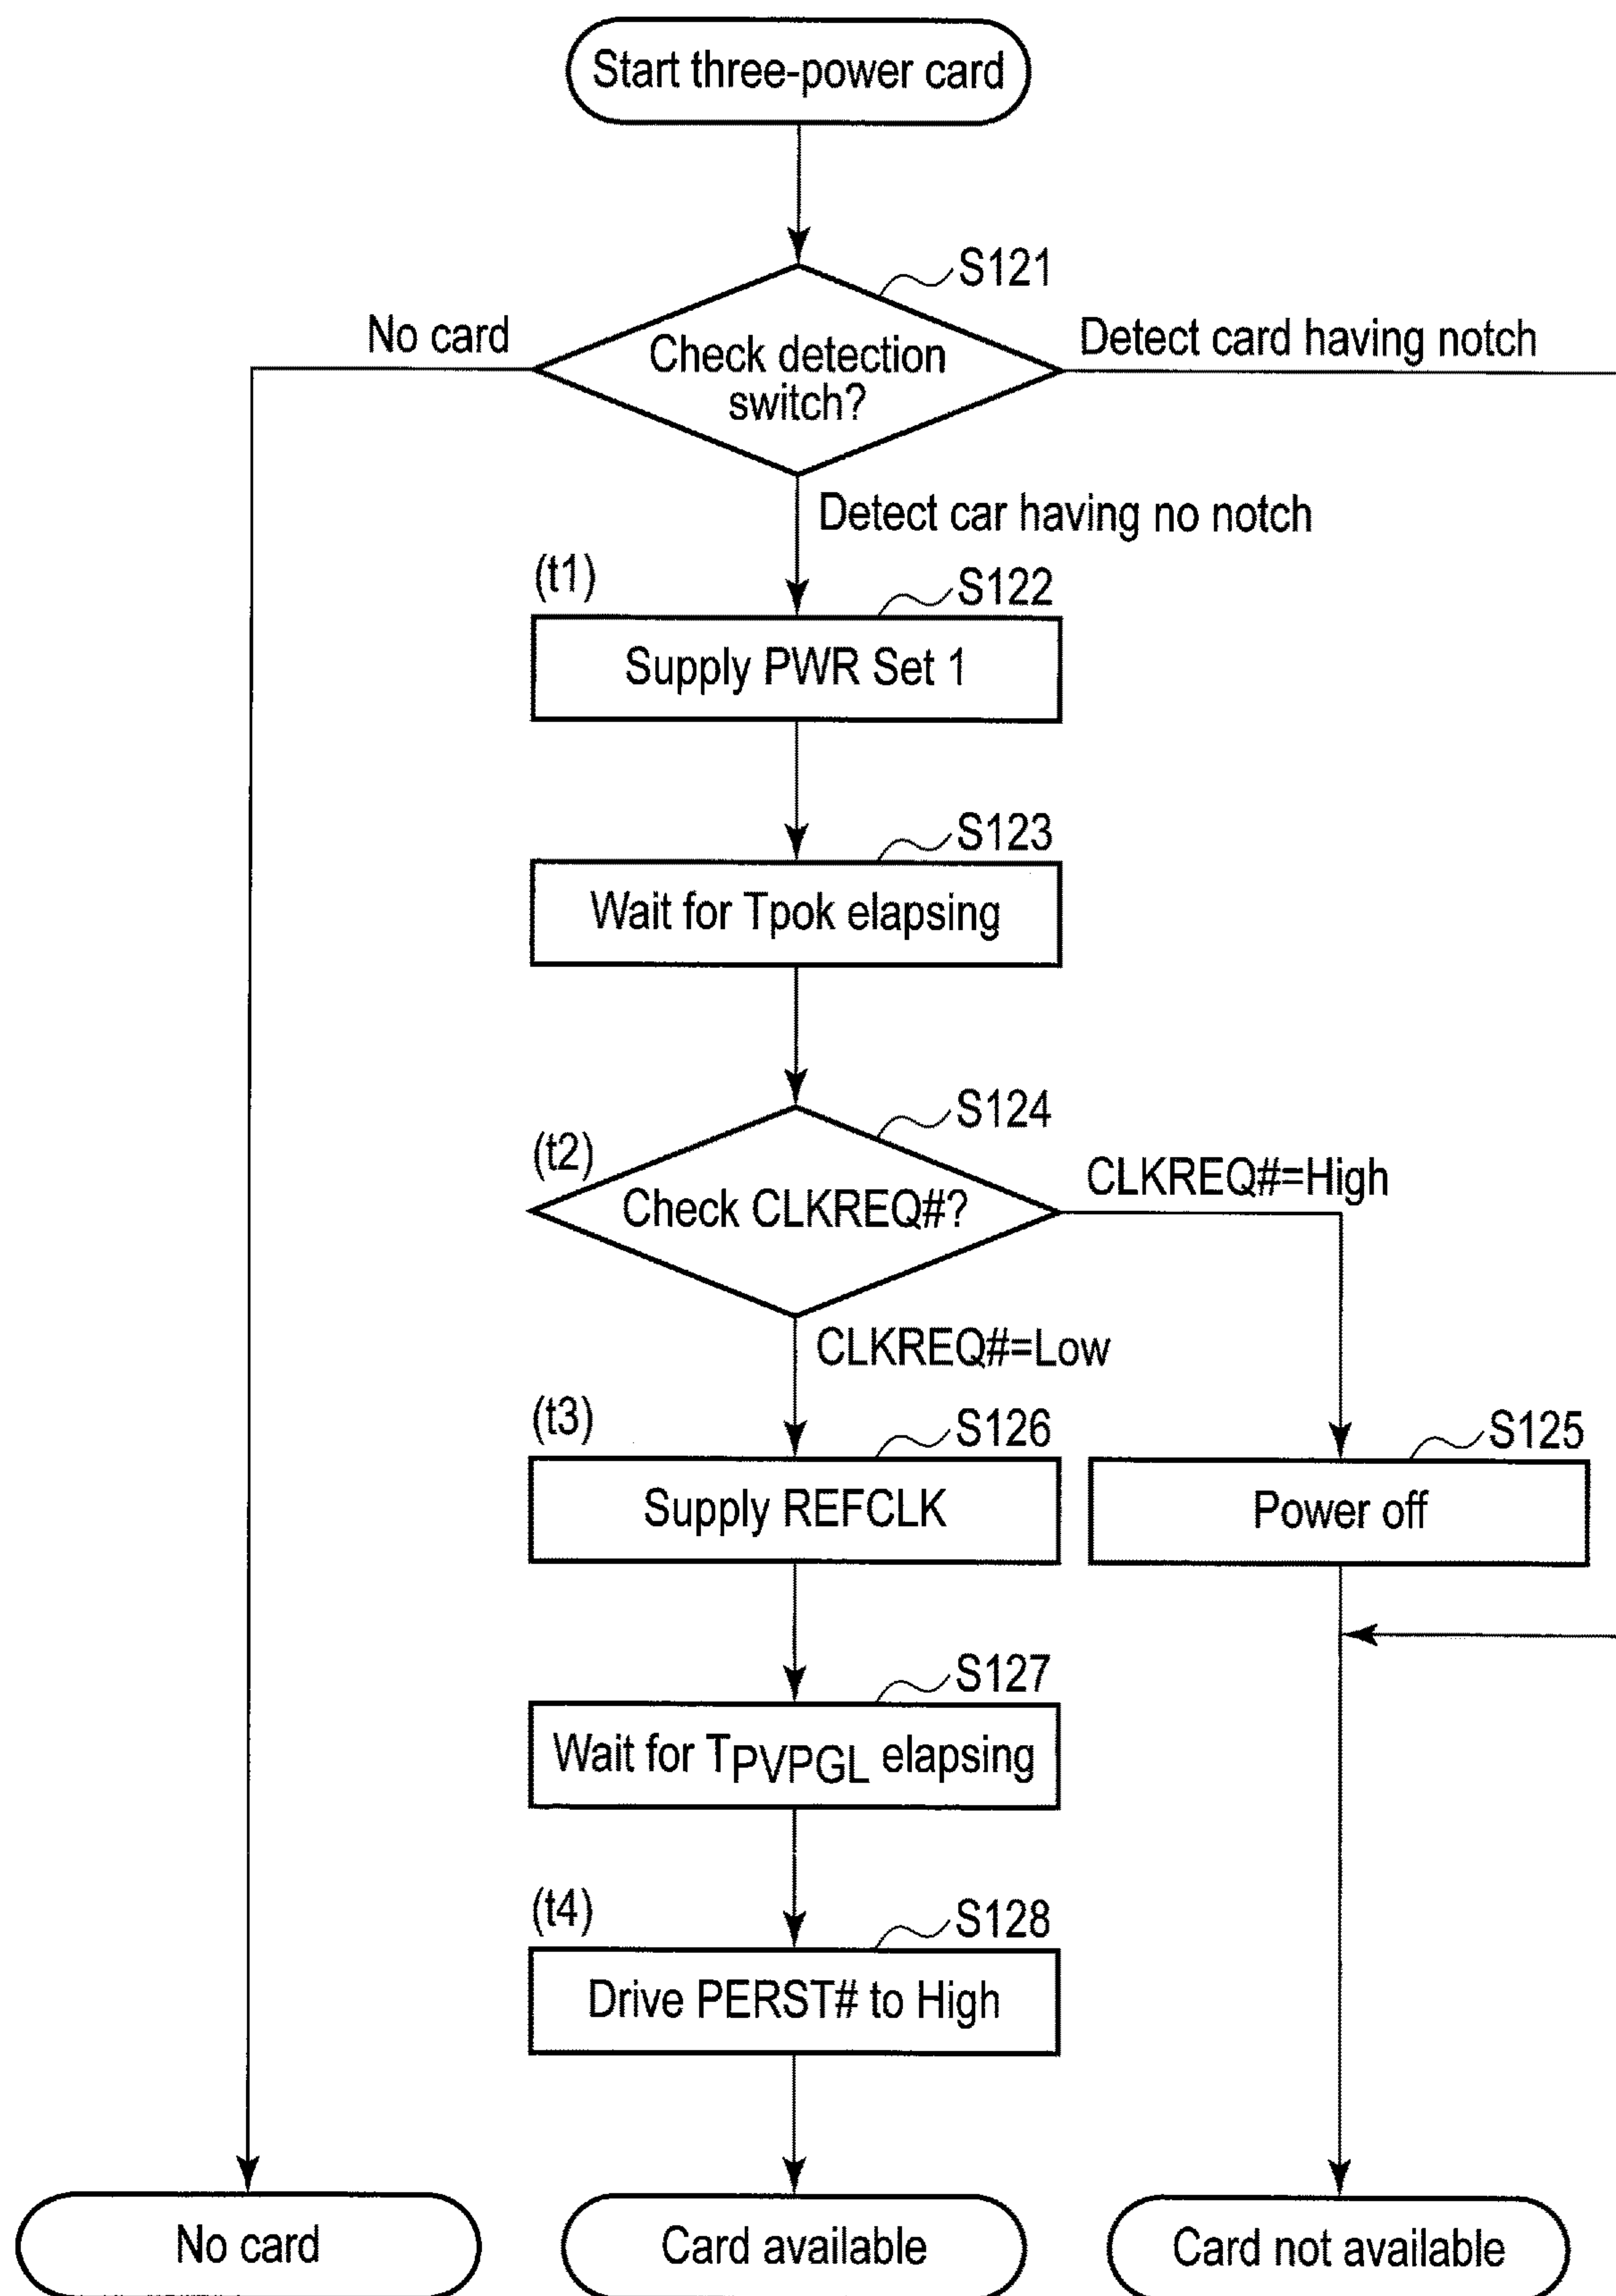 Start three-power card
S121
No card
Check detection
switch?
Detect card having notch
Detect car having no notch
(t1)
S122
Supply PWR Set 1
S123
Wait for Tpok elapsing
S124
(t2)
Check CLKREQ#?
CLKREQ#=High
CLKREQ#=Low
(t3)
S126
S125
Supply REFCLK
Power off
S127
Wait for TPVPGL elapsing
(t4)
S128
Drive PERST# to High
No card
Card available
Card not available